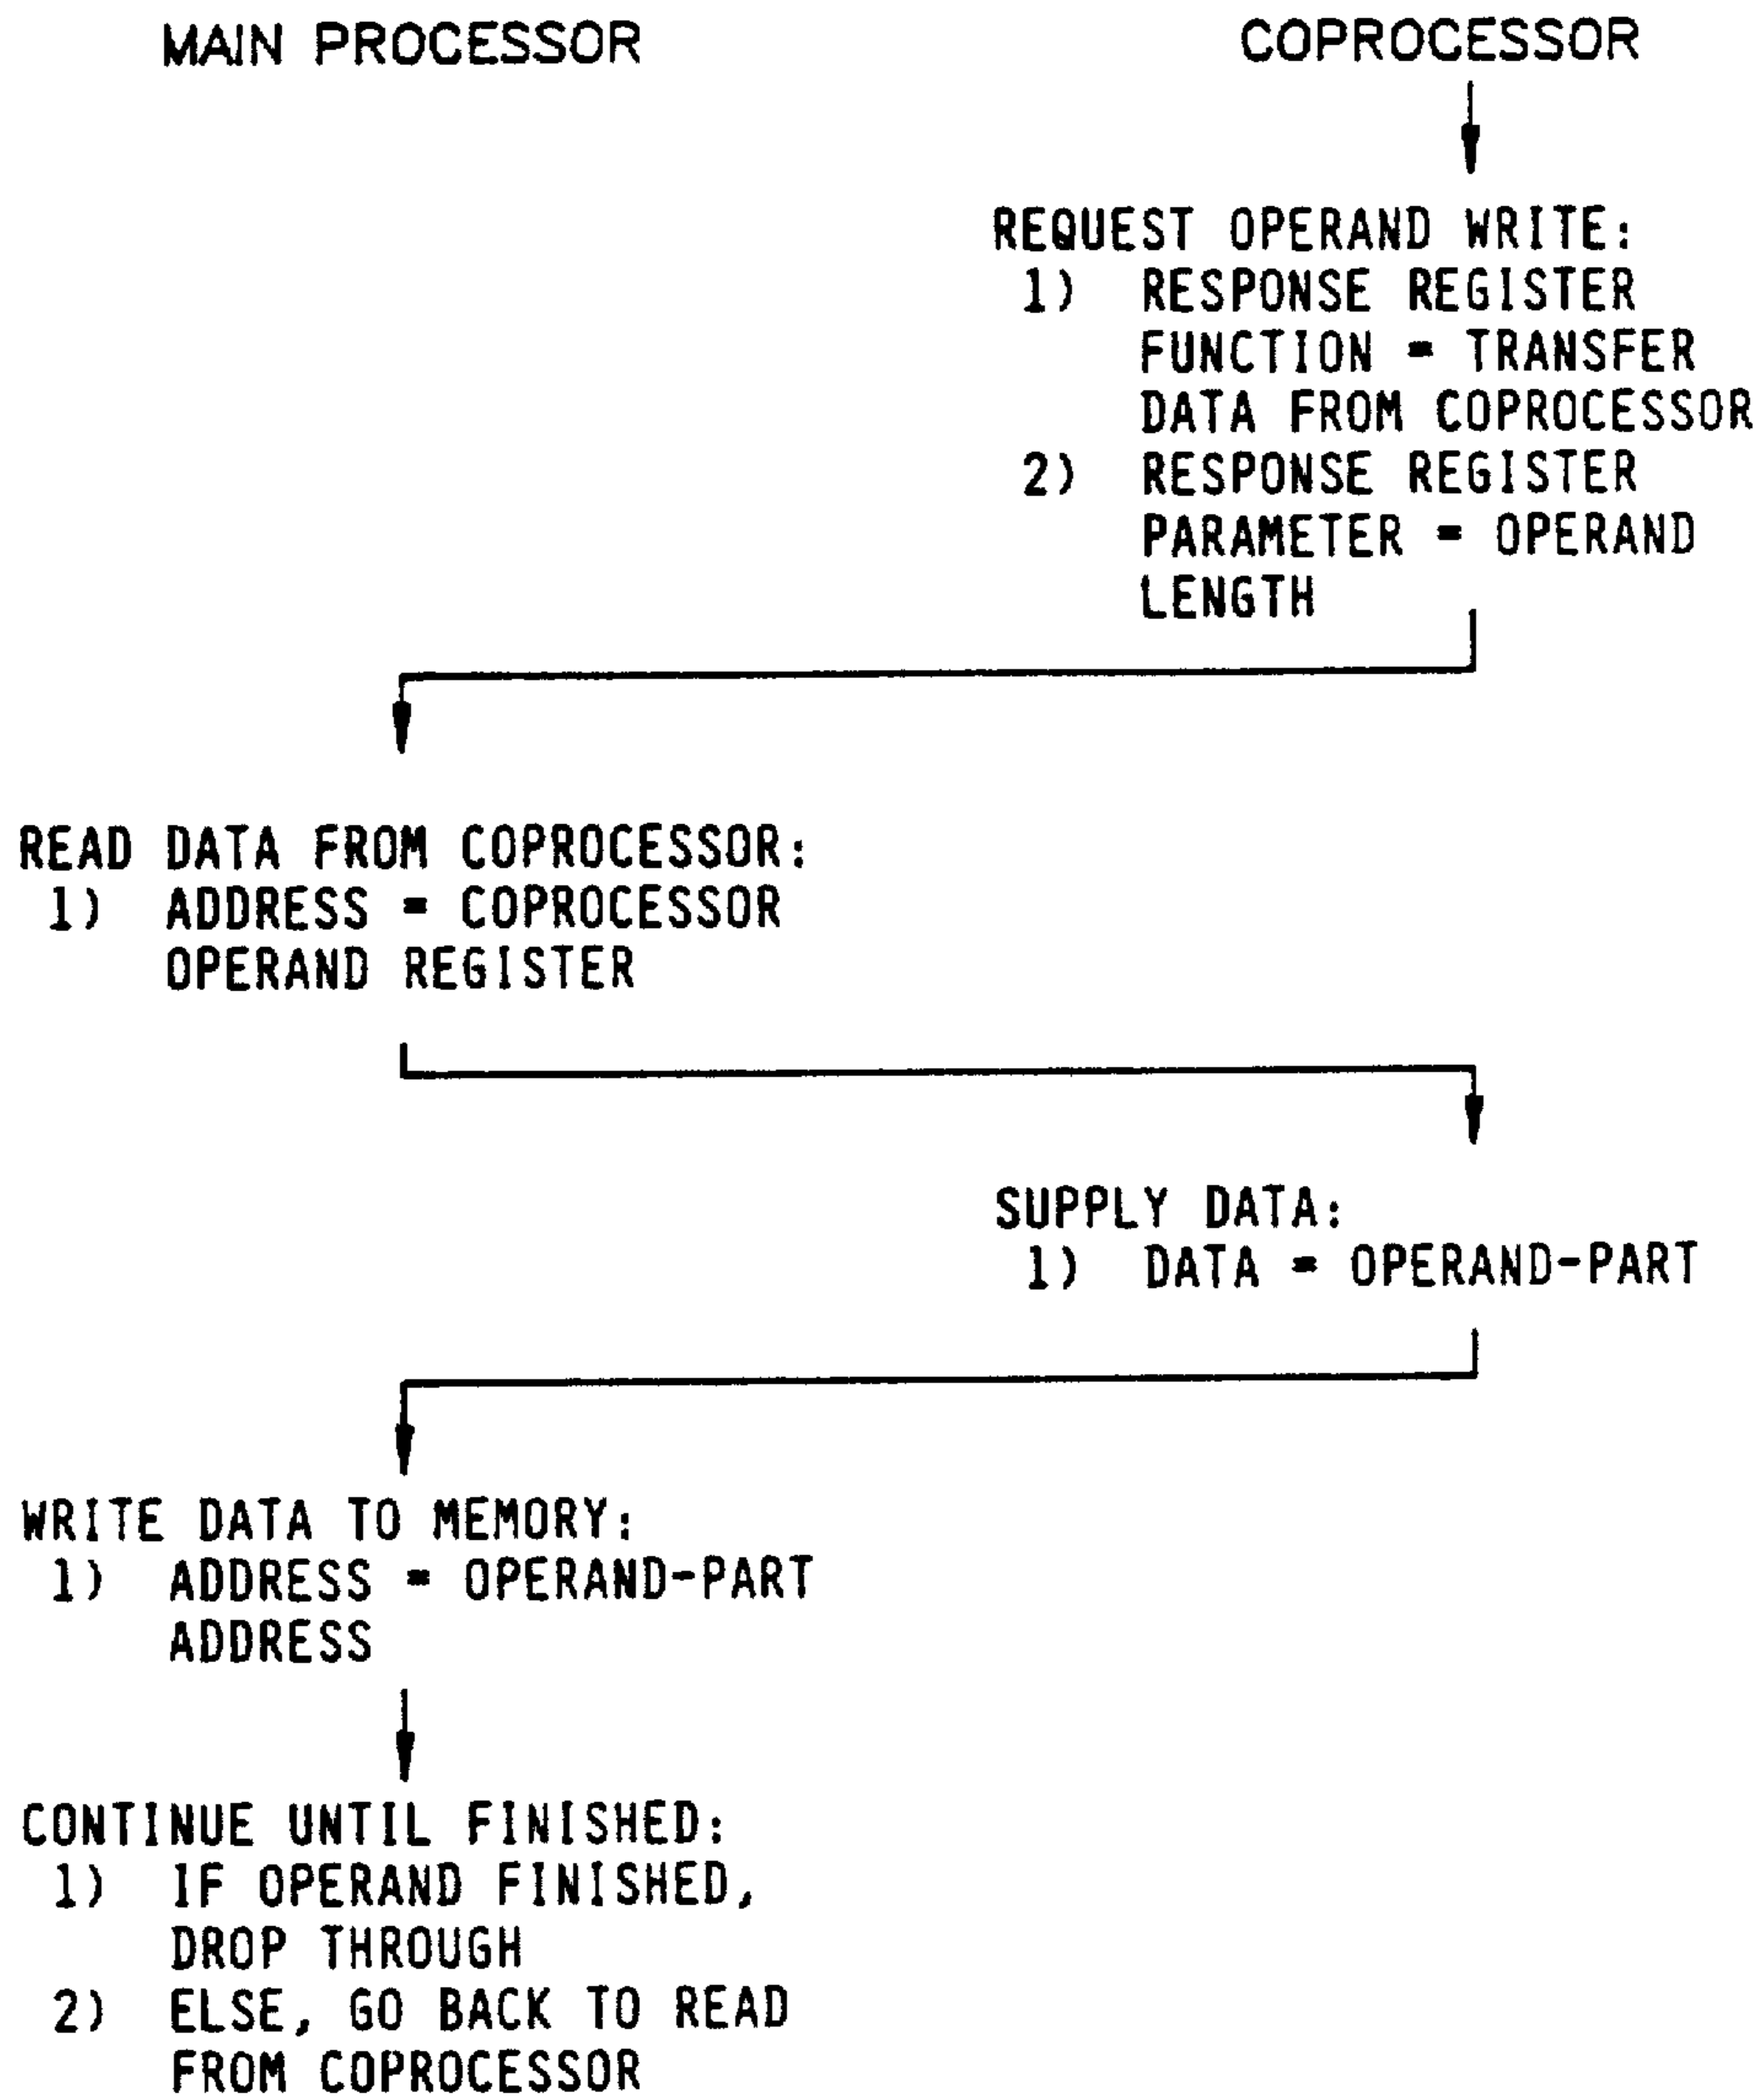 MAIN PROCESSOR
COPROCESSOR
REQUEST OPERAND WRITE:
1) RESPONSE REGISTER
FUNCTION = TRANSFER
DATA FROM COPROCESSOR
2) RESPONSE REGISTER
PARAMETER = OPERAND
LENGTH
READ DATA FROM COPROCESSOR:
1) ADDRESS = COPROCESSOR
OPERAND REGISTER
SUPPLY DATA:
1) DATA = OPERAND-PART
WRITE DATA TO MEMORY:
1) ADDRESS = OPERAND-PART
ADDRESS
CONTINUE UNTIL FINISHED:
1) IF OPERAND FINISHED,
DROP THROUGH
2) ELSE, GO BACK TO READ
FROM COPROCESSOR